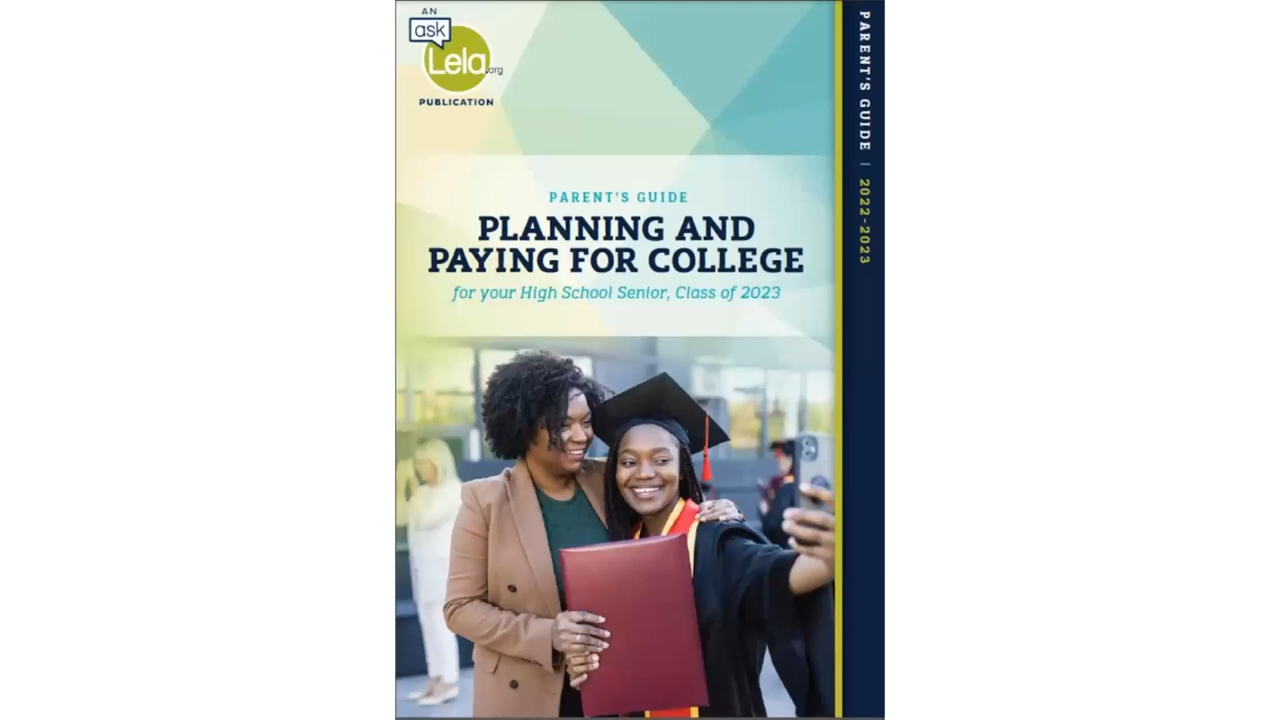 AN
ask
Lela.org
PUBLICATION
PARENT'S GUIDE
PLANNING AND
PAYING FOR COLLEGE
for your High School Senior, Class of 2023
PARENT'S GUIDE | 2022-2023